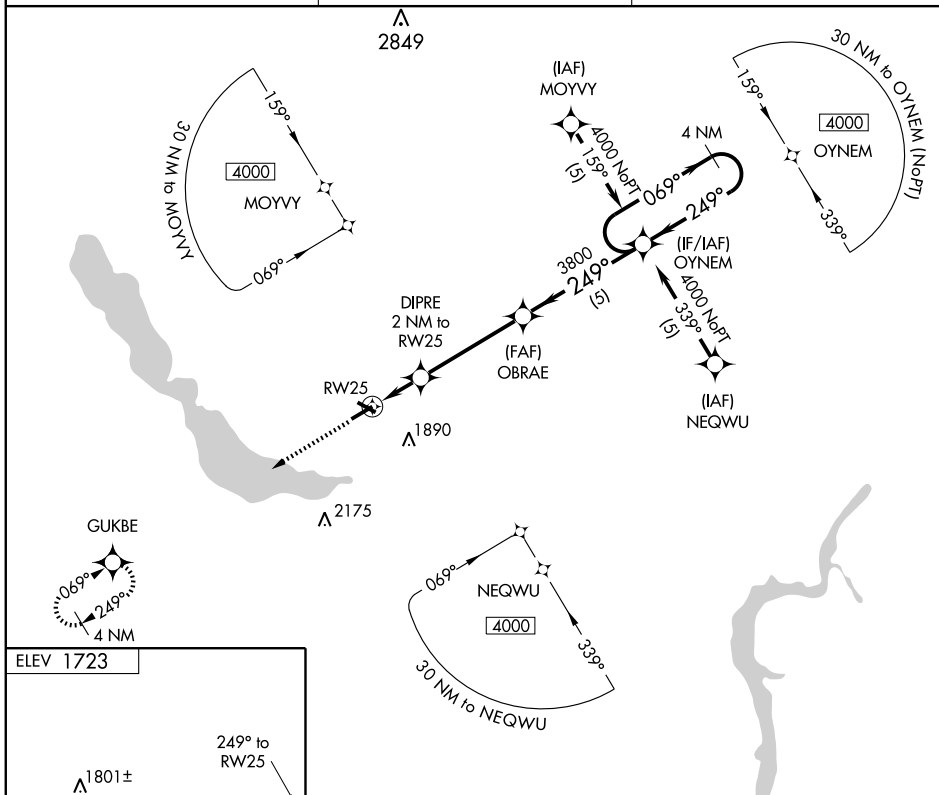 2849
(IAF)
MOYVY
4000 NoPT
159°
(5)
4 NM
069°
249°
30 NM to OYNEM (NoPT)
159°
4000
OYNEM
339°
30 NM to MOYVY
159°
4000
MOYVY
069°
(IF/IAF)
OYNEM
3800
249°
(5)
4000 NoPT
339°
(5)
(IAF)
NEQWU
DIPRE
2 NM to
RW25
(FAF)
OBRAE
RW25
1890
2175
GUKBE
069°
249°
4 NM
069°
NEQWU
4000
339°
30 NM to NEQWU
ELEV 1723
249° to
RW25
1801±